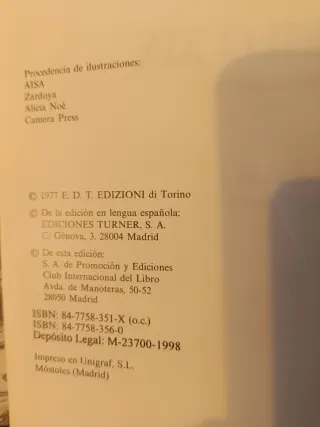 Procedencia de ilustraciones:
AISA
Zardoya
Alicia Noé
Camera Press
© 1977 E. D. T. EDIZIONI di Torino
© De la edición en lengua española:
EDICIONES TURNER, S. A.
C/ Génova, 3. 28004 Madrid
© De esta edición:
S. A. de Promoción y Ediciones
Club Internacional del Libro
Avda. de Manoteras, 50-52
28050 Madrid
ISBN: 84-7758-351-X (o.c.)
ISBN: 84-7758-356-0
Depósito Legal: M-23700-1998
Impreso en Unigraf, S.L.
Móstoles (Madrid)